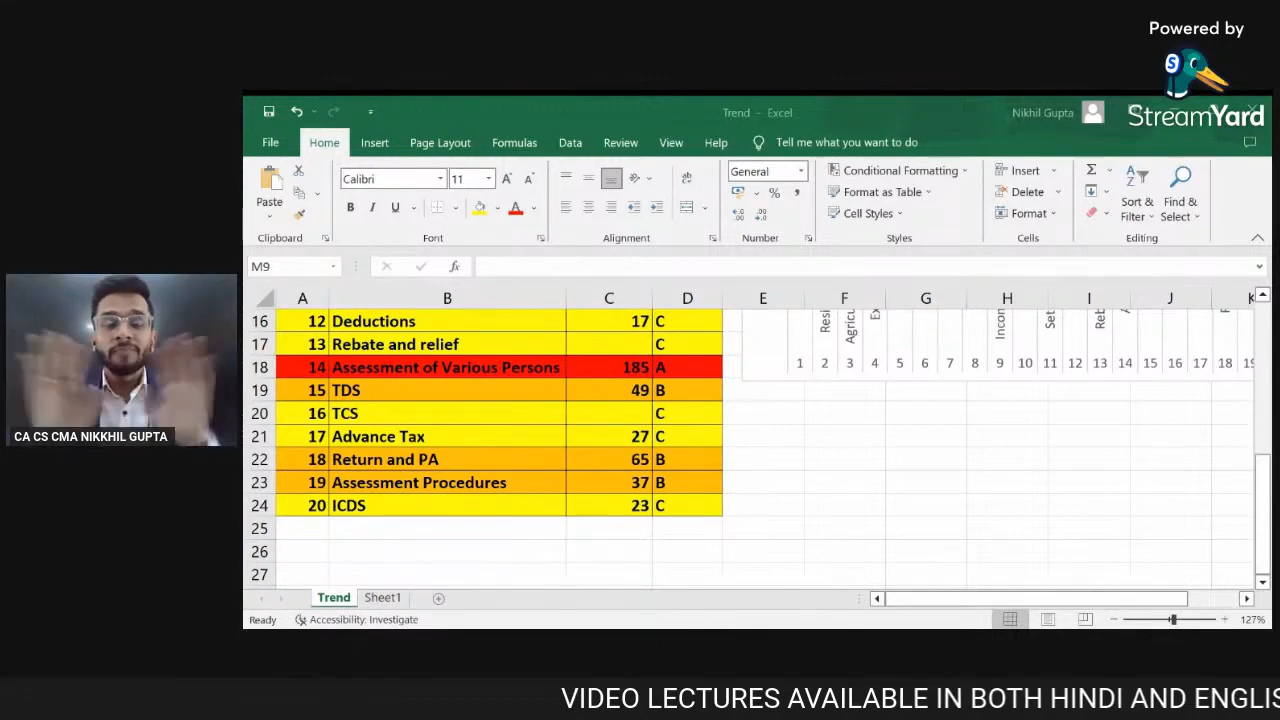 Powered by
S
StreamYard
Trend - Excel
Nikhil Gupta
File Home Insert Page Layout Formulas Data Review View Help Tell me what you want to do
Paste
Calibri 11
General
Conditional Formatting
Format as Table
Cell Styles
Insert
Delete
Format
Sort & Filter
Find & Select
Clipboard Font Alignment Number Styles Cells Editing
M9 fx
A B C D E F G H I J K
16 12 Deductions 17 C
17 13 Rebate and relief C
18 14 Assessment of Various Persons 185 A
19 15 TDS 49 B
20 16 TCS C
21 17 Advance Tax 27 C
22 18 Return and PA 65 B
23 19 Assessment Procedures 37 B
24 20 ICDS 23 C
25
26
27
Resi
Agricu
Ex
Incon
Set
Reb
1 2 3 4 5 6 7 8 9 10 11 12 13 14 15 16 17 18 19
Trend Sheet1
Ready Accessibility: Investigate 127%
CA CS CMA NIKKHIL GUPTA
VIDEO LECTURES AVAILABLE IN BOTH HINDI AND ENGLIS